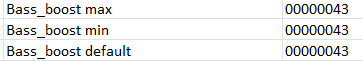 Bass_boost max 00000043
Bass_boost min 00000043
Bass_boost default 00000043